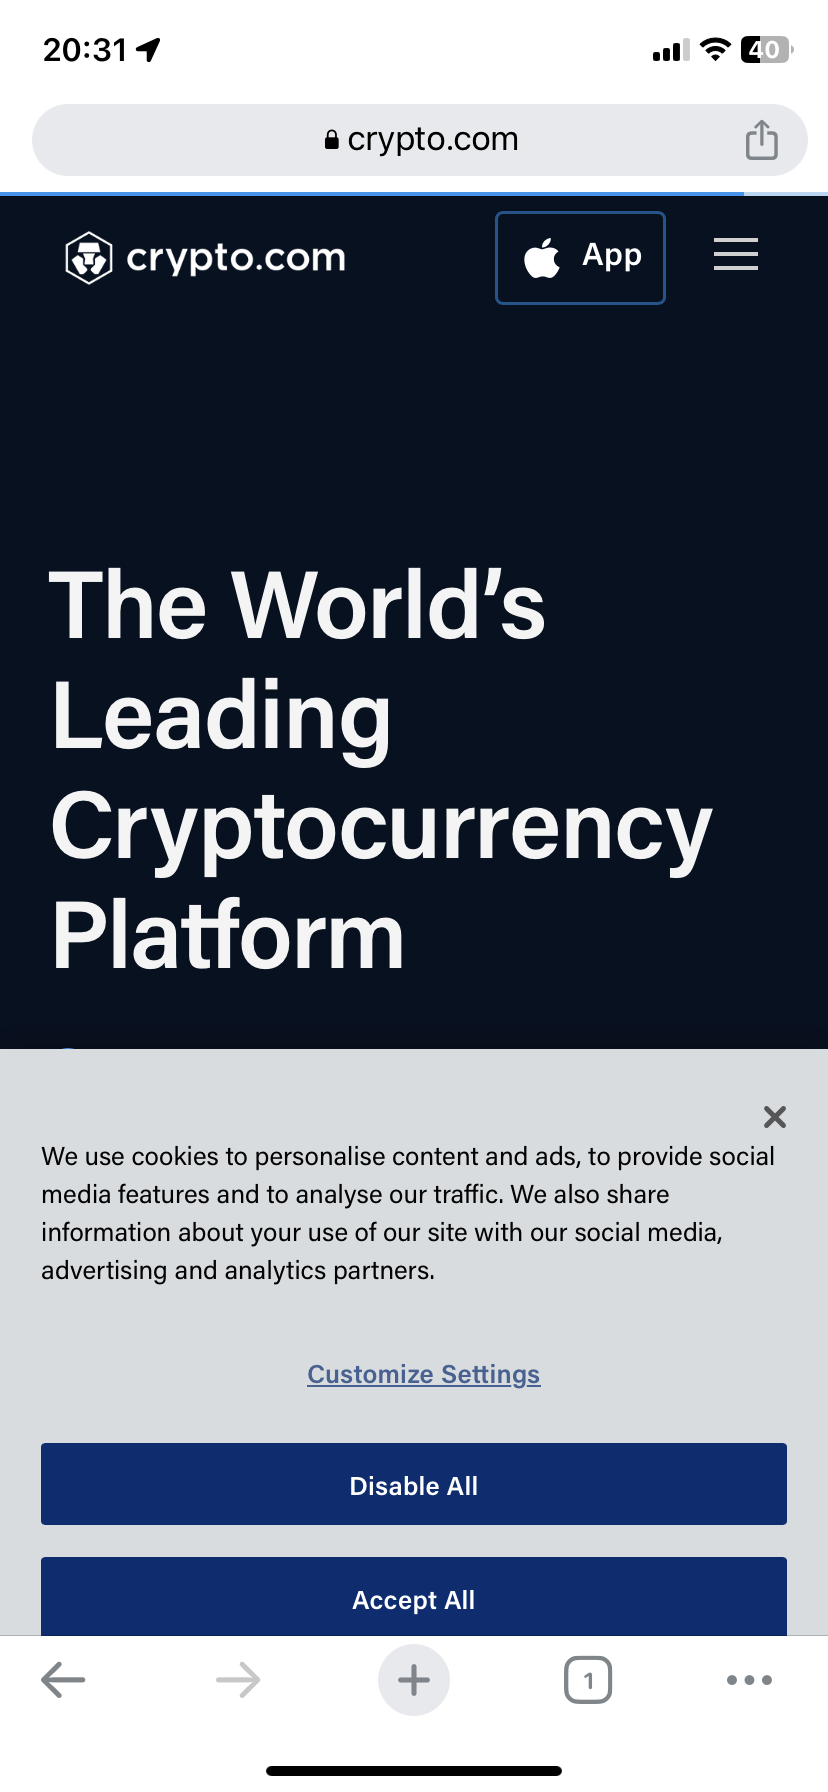 20:31
40
crypto.com
crypto.com
App
The World’s
Leading
Cryptocurrency
Platform
We use cookies to personalise content and ads, to provide social
media features and to analyse our traffic. We also share
information about your use of our site with our social media,
advertising and analytics partners.
Customize Settings
Disable All
Accept All
1